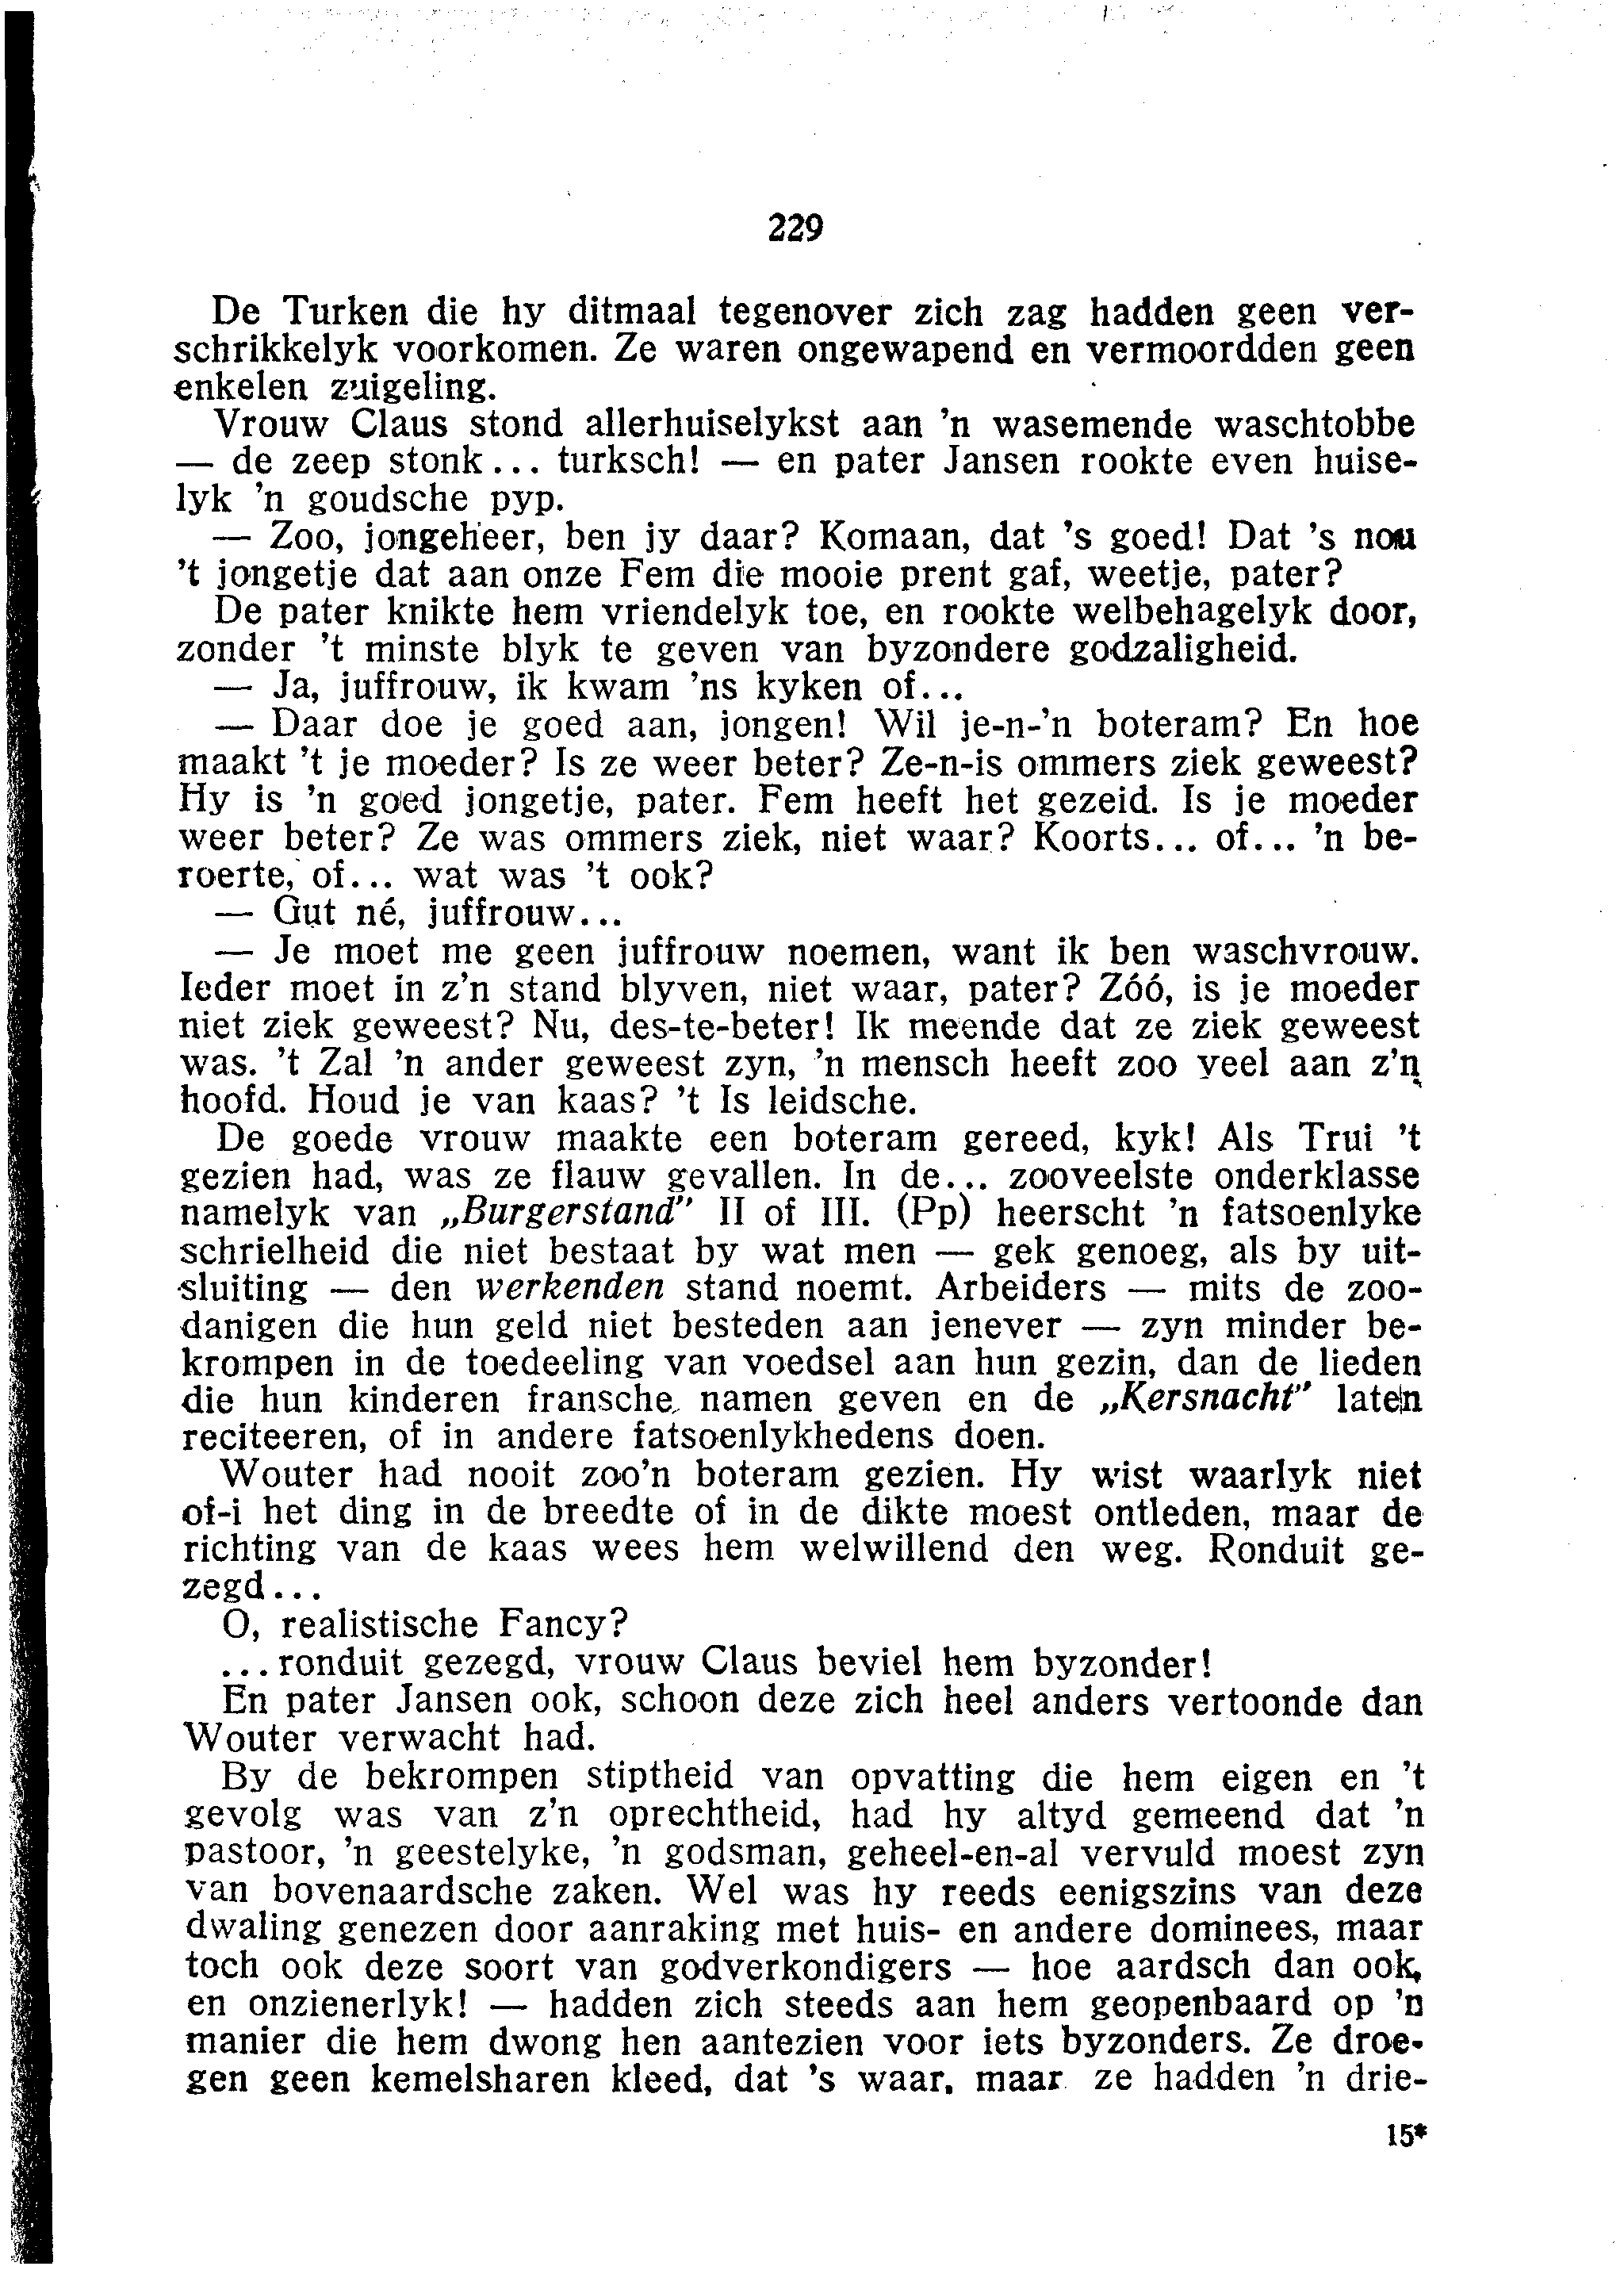 229
De Turken die hy ditmaal tegenover zich zag hadden geen ver-
schrikkelyk voorkomen. Ze waren ongewapend en vermoordden geen
enkelen zuigeling.
Vrouw Claus stond allerhuiselykst aan 'n wasemende waschtobbe
— de zeep stonk... turksch! — en pater Jansen rookte even huise-
lyk 'n goudsche pyp.
— Zoo, jongeheer, ben jy daar? Komaan, dat 's goed! Dat 's nou
't jongetje dat aan onze Fem die mooie prent gaf, weetje, pater?
De pater knikte hem vriendelyk toe, en rookte welbehagelyk door,
zonder 't minste blyk te geven van byzondere godzaligheid.
— Ja, juffrouw, ik kwam 'ns kyken of...
— Daar doe je goed aan, jongen! Wil je-n-'n boteram? En hoe
maakt 't je moeder? Is ze weer beter? Ze-n-is ommers ziek geweest?
Hy is 'n goed jongetje, pater. Fem heeft het gezeid. Is je moeder
weer beter? Ze was ommers ziek, niet waar? Koorts... of... 'n be-
roerte, of... wat was 't ook?
— Gut né, juffrouw...
— Je moet me geen juffrouw noemen, want ik ben waschvrouw.
Ieder moet in z'n stand blyven, niet waar, pater? Zóó, is je moeder
niet ziek geweest? Nu, des-te-beter! Ik meende dat ze ziek geweest
was. 't Zal 'n ander geweest zyn, 'n mensch heeft zoo veel aan z'n
hoofd. Houd je van kaas? 't Is leidsche.
De goede vrouw maakte een boteram gereed, kyk! Als Trui 't
gezien had, was ze flauw gevallen. In de... zooveelste onderklasse
namelyk van „Burgerstand" II of III. (Pp) heerscht 'n fatsoenlyke
schrielheid die niet bestaat by wat men — gek genoeg, als by uit-
sluiting — den werkenden stand noemt. Arbeiders — mits de zoo-
danigen die hun geld niet besteden aan jenever — zyn minder be-
krompen in de toedeeling van voedsel aan hun gezin, dan de lieden
die hun kinderen fransche namen geven en de „Kersnacht" laten
reciteeren, of in andere fatsoenlykhedens doen.
Wouter had nooit zoo'n boteram gezien. Hy wist waarlyk niet
of-i het ding in de breedte of in de dikte moest ontleden, maar de
richting van de kaas wees hem welwillend den weg. Ronduit ge-
zegd...
O, realistische Fancy?
...ronduit gezegd, vrouw Claus beviel hem byzonder!
En pater Jansen ook, schoon deze zich heel anders vertoonde dan
Wouter verwacht had.
By de bekrompen stiptheid van opvatting die hem eigen en 't
gevolg was van z'n oprechtheid, had hy altyd gemeend dat 'n
pastoor, 'n geestelyke, 'n godsman, geheel-en-al vervuld moest zyn
van bovenaardsche zaken. Wel was hy reeds eenigszins van deze
dwaling genezen door aanraking met huis- en andere dominees, maar
toch ook deze soort van godverkondigers — hoe aardsch dan ook,
en onzienerlyk! — hadden zich steeds aan hem geopenbaard op 'n
manier die hem dwong hen aantezien voor iets byzonders. Ze droe-
gen geen kemelsharen kleed, dat 's waar, maar ze hadden 'n drie-
15*